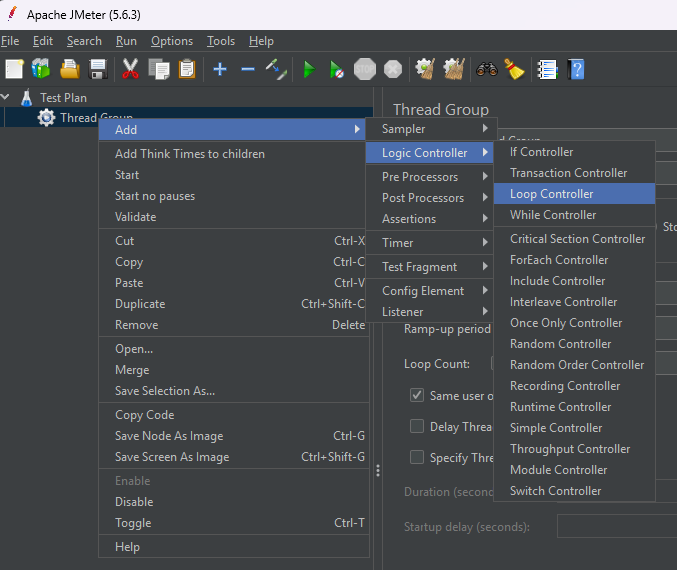 Apache JMeter (5.6.3)
File Edit Search Run Options Tools Help
STOP
Test Plan
Thread Group
Thread Group
Add
Add Think Times to children
Start
Start no pauses
Validate
Cut Ctrl-X
Copy Ctrl-C
Paste Ctrl-V
Duplicate Ctrl+Shift-C
Remove Delete
Open...
Merge
Save Selection As...
Copy Code
Save Node As Image Ctrl-G
Save Screen As Image Ctrl+Shift-G
Enable
Disable
Toggle Ctrl-T
Help
Sampler
Logic Controller
Pre Processors
Post Processors
Assertions
Timer
Test Fragment
Config Element
Listener
If Controller
Transaction Controller
Loop Controller
While Controller
Critical Section Controller
ForEach Controller
Include Controller
Interleave Controller
Once Only Controller
Random Controller
Random Order Controller
Recording Controller
Runtime Controller
Simple Controller
Throughput Controller
Module Controller
Switch Controller
Ramp-up period
Loop Count:
Same user o
Delay Threa
Specify Thre
Duration (secon
Startup delay (seconds):